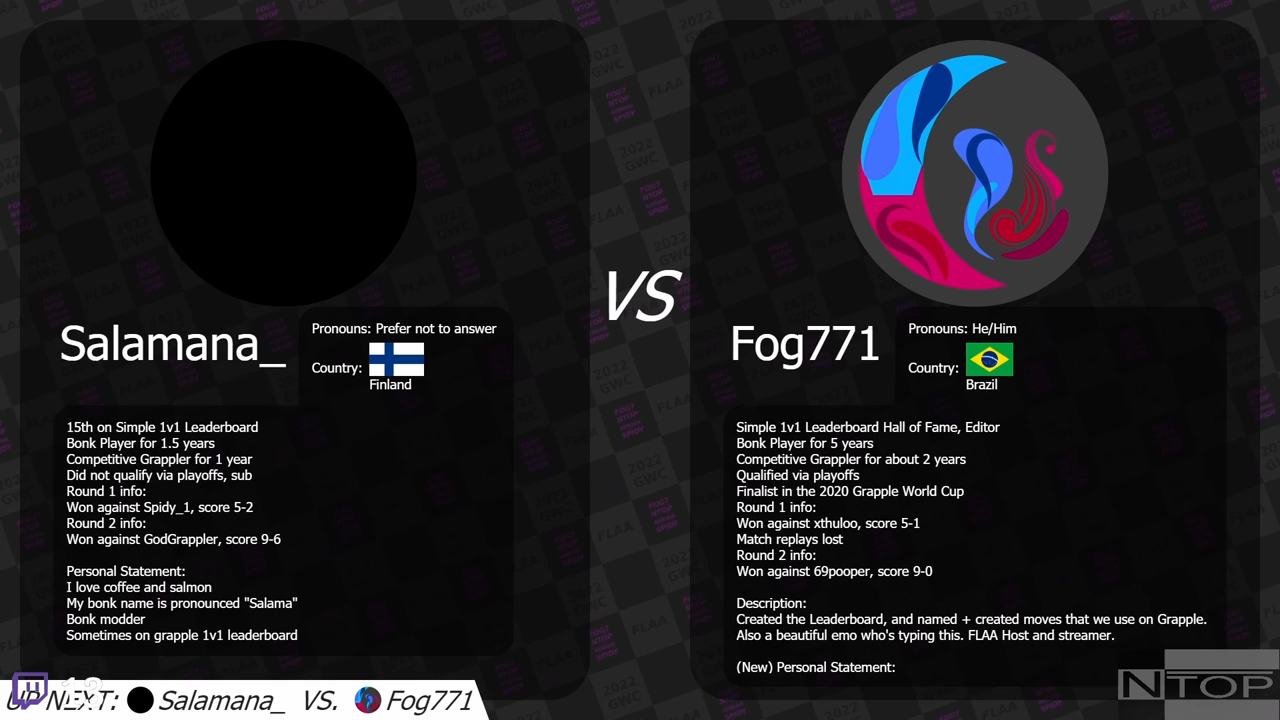 VS
Salamana_
Pronouns: Prefer not to answer
Country:
Finland
15th on Simple 1v1 Leaderboard
Bonk Player for 1.5 years
Competitive Grappler for 1 year
Did not qualify via playoffs, sub
Round 1 info:
Won against Spidy_1, score 5-2
Round 2 info:
Won against GodGrappler, score 9-6
Personal Statement:
I love coffee and salmon
My bonk name is pronounced "Salama"
Bonk modder
Sometimes on grapple 1v1 leaderboard
Fog771
Pronouns: He/Him
Country:
Brazil
Simple 1v1 Leaderboard Hall of Fame, Editor
Bonk Player for 5 years
Competitive Grappler for about 2 years
Qualified via playoffs
Finalist in the 2020 Grapple World Cup
Round 1 info:
Won against xthuloo, score 5-1
Match replays lost
Round 2 info:
Won against 69pooper, score 9-0
Description:
Created the Leaderboard, and named + created moves that we use on Grapple.
Also a beautiful emo who's typing this. FLAA Host and streamer.
(New) Personal Statement:
UP NEXT: Salamana_ VS. Fog771
NTOP